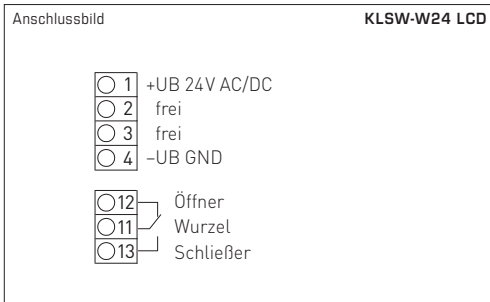 Anschlussbild KLSW-W24 LCD
1 +UB 24V AC/DC
2 frei
3 frei
4 –UB GND
12 Öffner
11 Wurzel
13 Schließer